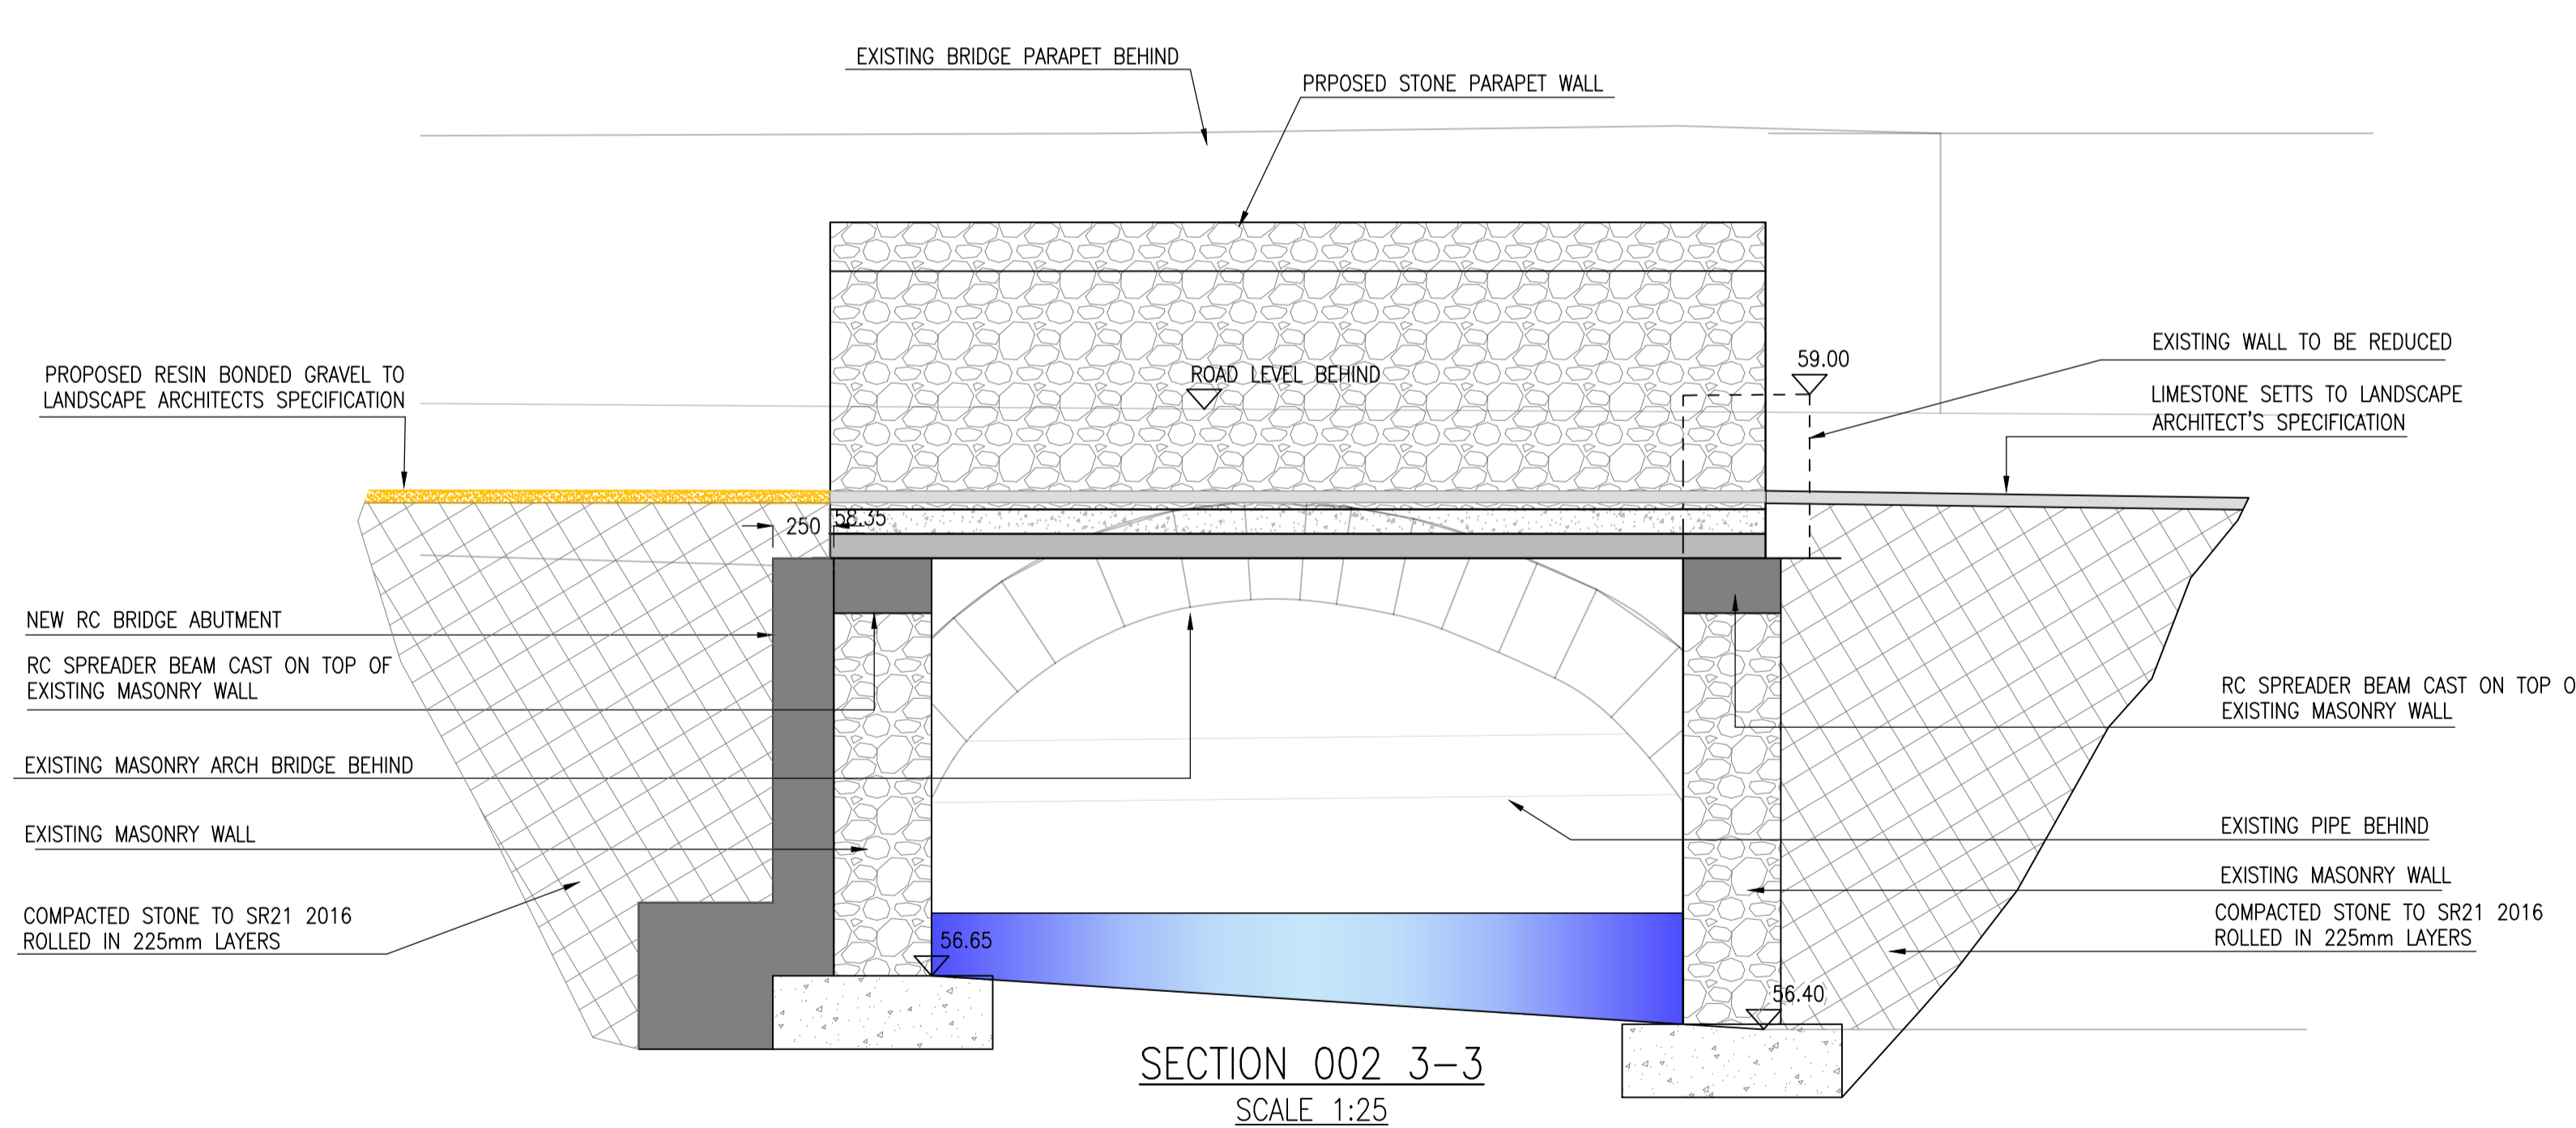 EXISTING BRIDGE PARAPET BEHIND
PRPOSED STONE PARAPET WALL
PROPOSED RESIN BONDED GRAVEL TO
LANDSCAPE ARCHITECTS SPECIFICATION
ROAD LEVEL BEHIND
59.00
EXISTING WALL TO BE REDUCED
LIMESTONE SETTS TO LANDSCAPE
ARCHITECT'S SPECIFICATION
250
58.35
NEW RC BRIDGE ABUTMENT
RC SPREADER BEAM CAST ON TOP OF
EXISTING MASONRY WALL
EXISTING MASONRY ARCH BRIDGE BEHIND
EXISTING MASONRY WALL
COMPACTED STONE TO SR21 2016
ROLLED IN 225mm LAYERS
RC SPREADER BEAM CAST ON TOP O
EXISTING MASONRY WALL
EXISTING PIPE BEHIND
EXISTING MASONRY WALL
COMPACTED STONE TO SR21 2016
ROLLED IN 225mm LAYERS
56.65
56.40
SECTION 002 3-3
SCALE 1:25